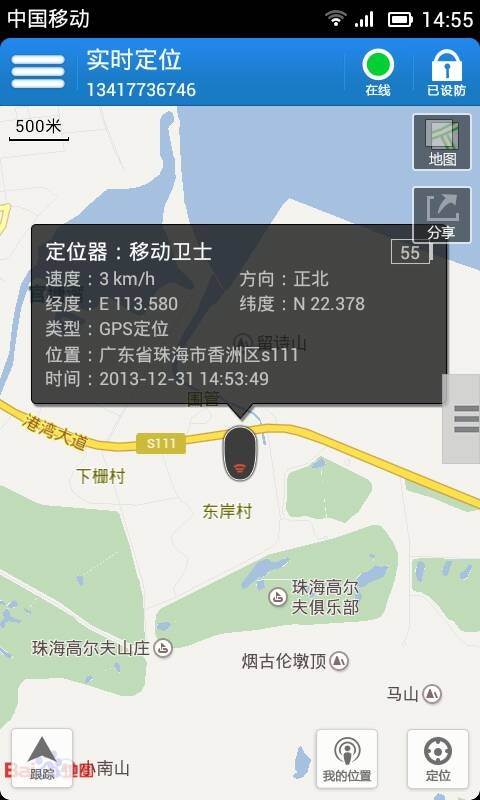 中国移动 14:55
实时定位
13417736746
在线 已设防
500米
地图
分享
定位器：移动卫士 55
速度：3 km/h 方向：正北
经度：E 113.580 纬度：N 22.378
类型：GPS定位
位置：广东省珠海市香洲区s111
时间：2013-12-31 14:53:49
留诗山
围管
港湾大道
S111
下栅村
东岸村
珠海高尔
夫俱乐部
珠海高尔夫山庄
烟古伦墩顶
马山
小南山
跟踪
我的位置
定位